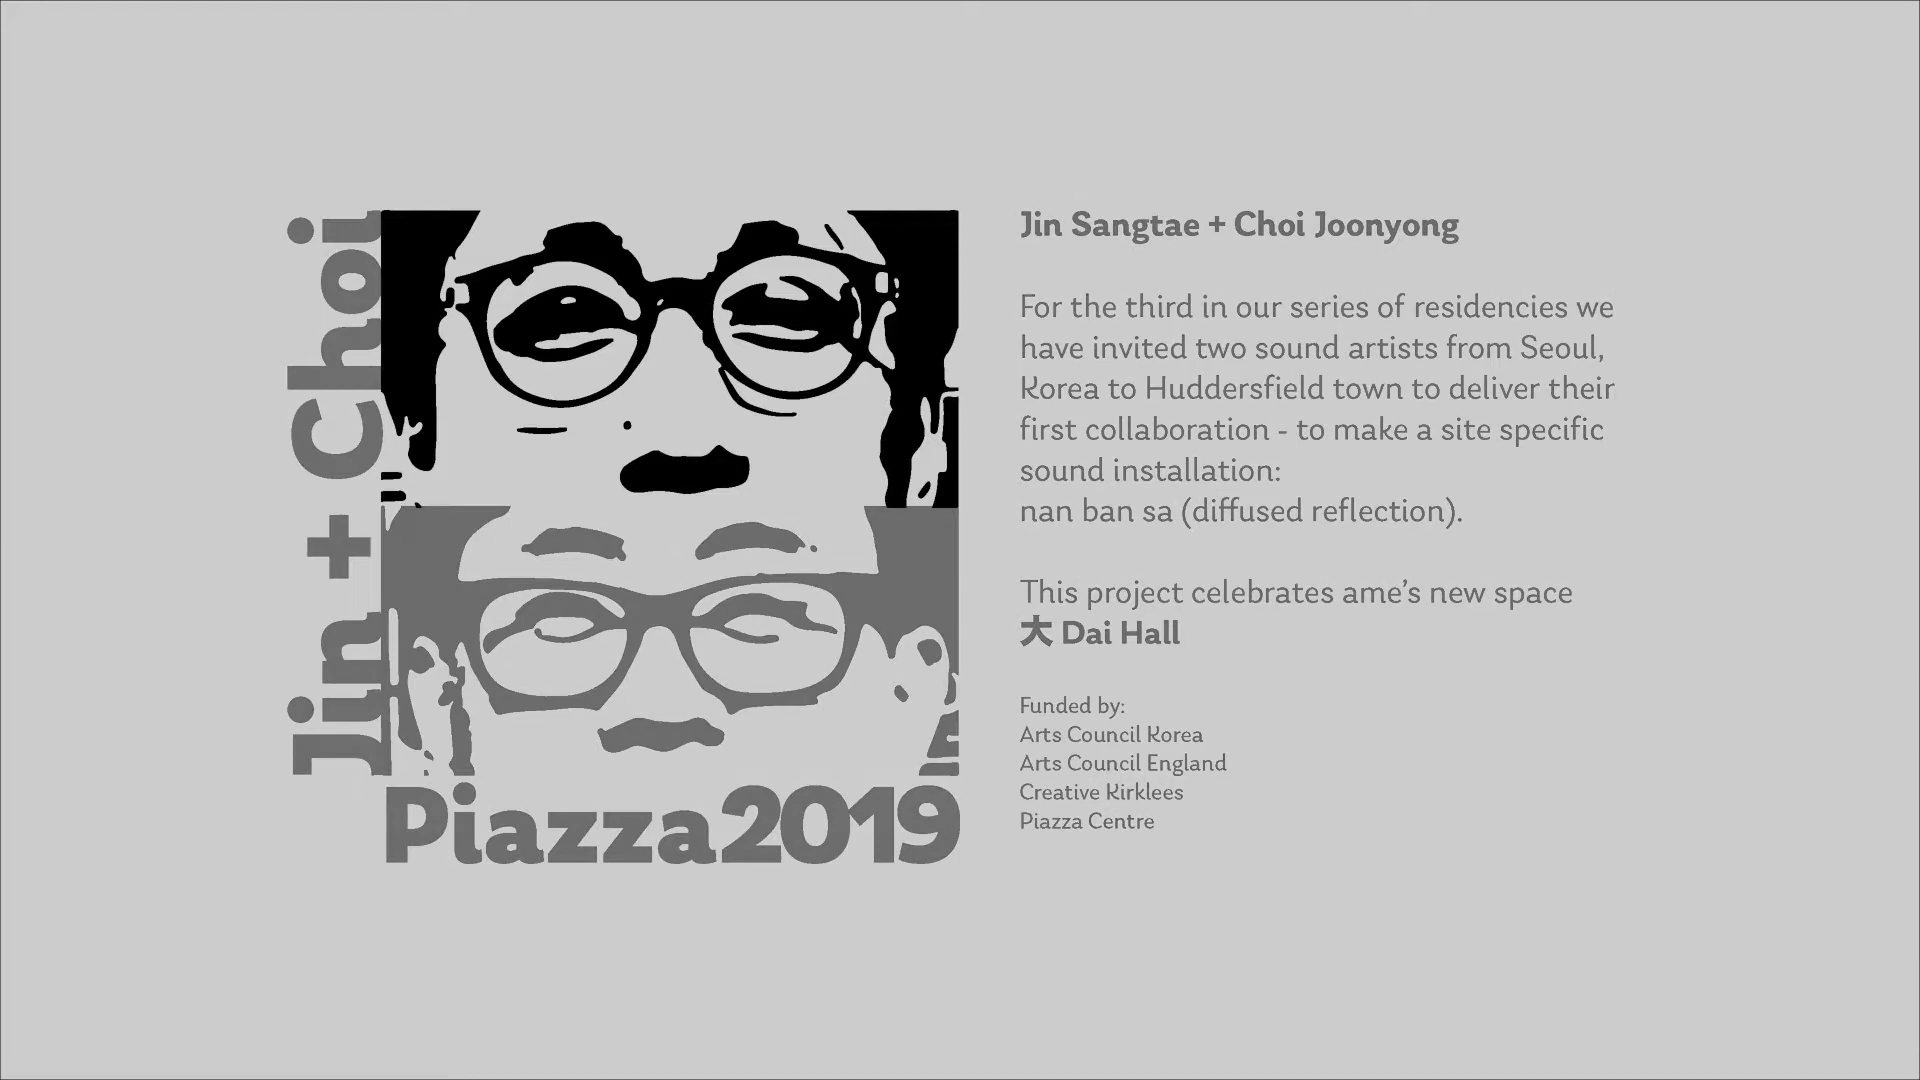 Jin + Choi
Piazza2019
Jin Sangtae + Choi Joonyong
For the third in our series of residencies we
have invited two sound artists from Seoul,
Korea to Huddersfield town to deliver their
first collaboration - to make a site specific
sound installation:
nan ban sa (diffused reflection).
This project celebrates ame’s new space
大 Dai Hall
Funded by:
Arts Council Korea
Arts Council England
Creative Kirklees
Piazza Centre